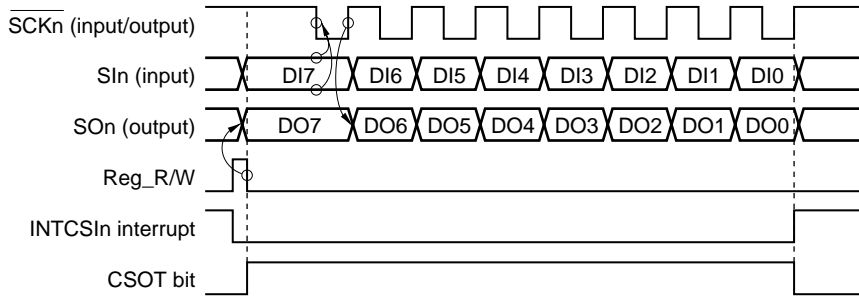 SCKn (input/output)
SIn (input) DI7 DI6 DI5 DI4 DI3 DI2 DI1 DI0
SOn (output) DO7 DO6 DO5 DO4 DO3 DO2 DO1 DO0
Reg_R/W
INTCSIn interrupt
CSOT bit